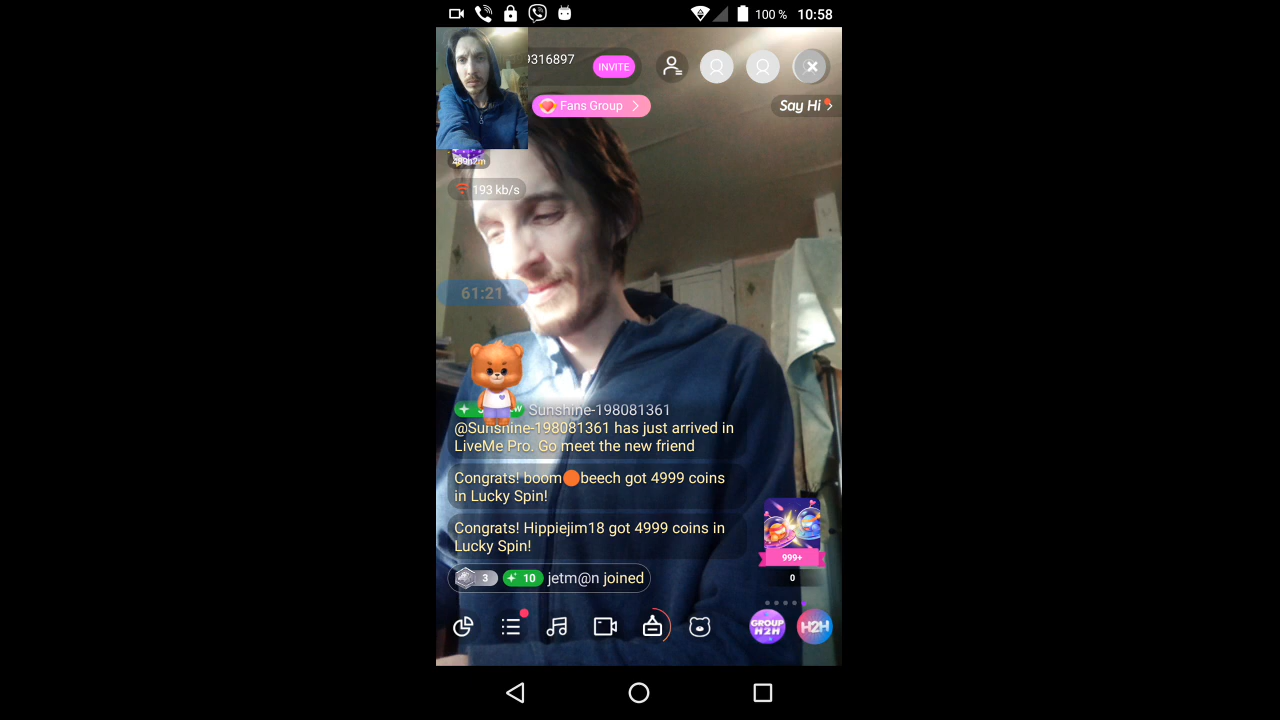 100 % 10:58
9316897
INVITE
Fans Group
Say Hi
193 kb/s
61:21
Sunshine-198081361
@Sunshine-198081361 has just arrived in
LiveMe Pro. Go meet the new friend
Congrats! boom🟠beech got 4999 coins
in Lucky Spin!
Congrats! Hippiejim18 got 4999 coins in
Lucky Spin!
999+
0
3 10 jetm@n joined
GROUP
H2H
H2H